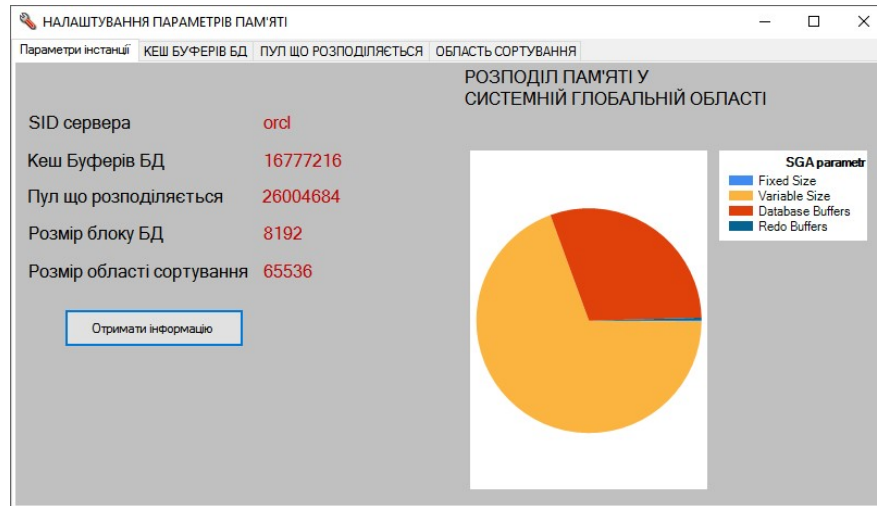 НАЛАШТУВАННЯ ПАРАМЕТРІВ ПАМ'ЯТІ
Параметри інстанції КЕШ БУФЕРІВ БД ПУЛ ЩО РОЗПОДІЛЯЄТЬСЯ ОБЛАСТЬ СОРТУВАННЯ
РОЗПОДІЛ ПАМ'ЯТІ У
СИСТЕМНІЙ ГЛОБАЛЬНІЙ ОБЛАСТІ
SID сервера orcl
Кеш Буферів БД 16777216
Пул що розподіляється 26004684
Розмір блоку БД 8192
Розмір області сортування 65536
Отримати інформацію
SGA parametr
Fixed Size
Variable Size
Database Buffers
Redo Buffers